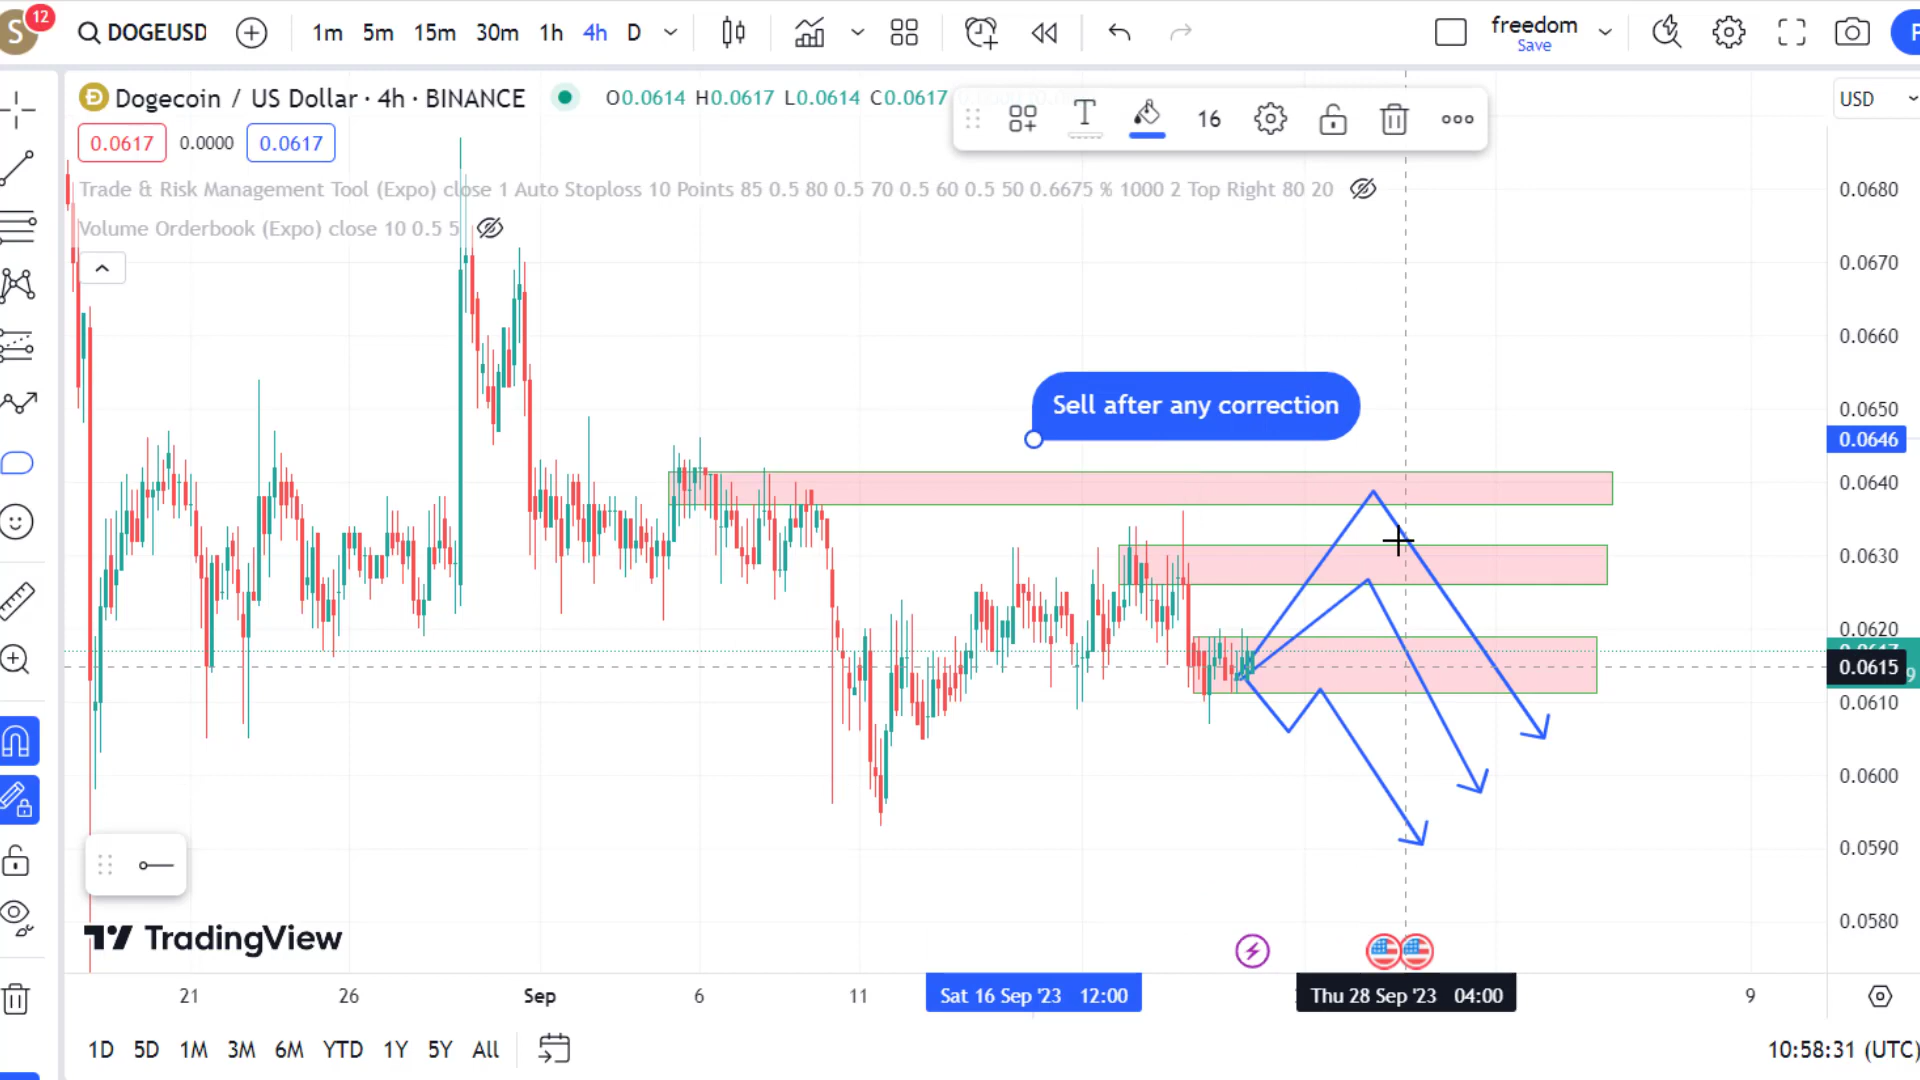 S
12
DOGEUSD
1m 5m 15m 30m 1h 4h D
freedom
Save
Dogecoin / US Dollar · 4h · BINANCE
O0.0614 H0.0617 L0.0614 C0.0617
T
16
USD
0.0617 0.0000 0.0617
Trade & Risk Management Tool (Expo) close 1 Auto Stoploss 10 Points 85 0.5 80 0.5 70 0.5 60 0.5 50 0.6675 % 1000 2 Top Right 80 20
Volume Orderbook (Expo) close 10 0.5 5
0.0680
0.0670
0.0660
0.0650
Sell after any correction
0.0646
0.0640
0.0630
0.0620
0.0615
0.0610
0.0600
0.0590
0.0580
TradingView
21 26 Sep 6 11 Sat 16 Sep '23 12:00 Thu 28 Sep '23 04:00 9
1D 5D 1M 3M 6M YTD 1Y 5Y All
10:58:31 (UTC)